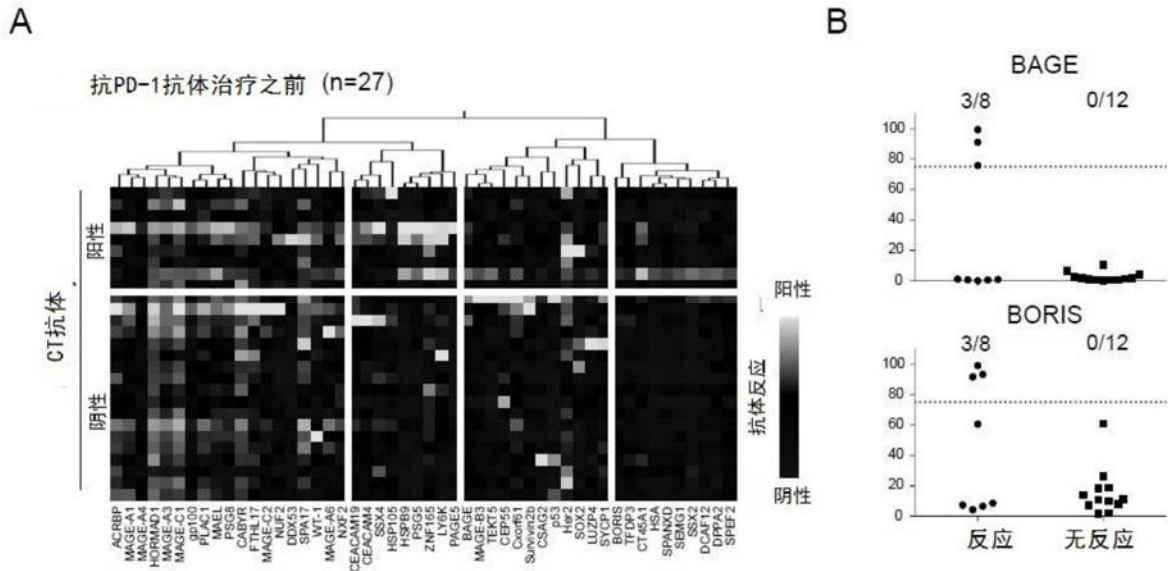 A
抗PD-1抗体治疗之前 (n=27)
CT抗体
阳性
阴性
阳性
抗体反应
阴性
ACRBP
MAGE-A1
MAGE-A4
HORMAD1
MAGE-A3
MAGE-C1
gp100
PLAC1
MAEL
PSG8
CABYR
FTHL17
MAGE-C2
NUF2
DDX53
SPA17
WT-1
MAGE-A6
NXF2
CEACAM19
CEACAM4
SSX4
HSP105
HSPB9
PSG5
ZNF165
LY6K
PAGE5
BAGE
MAGE-B3
TEKT5
CEP55
Cxorf61
Survivin2b
CSAG2
p53
Her2
SOX2
LUZP4
SYCP1
BORIS
TFDP3
CT45A1
HSA
SPANXD
SEMG1
SSX2
DCAF12
DPPA2
SPEF2
B
BAGE
3/8 0/12
100
80
60
40
20
0
BORIS
3/8 0/12
100
80
60
40
20
0
反应 无反应